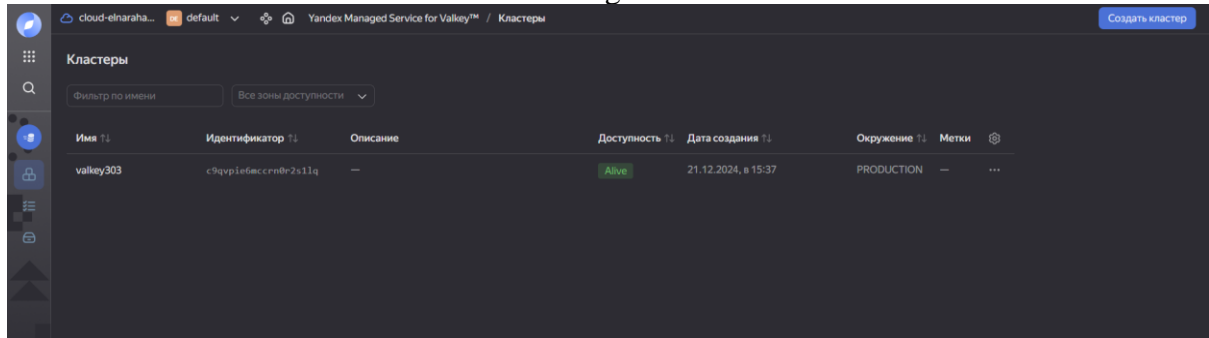 cloud-elnaraha... DE default Yandex Managed Service for Valkey™ / Кластеры Создать кластер
Кластеры
Фильтр по имени Все зоны доступности
Имя Идентификатор Описание Доступность Дата создания Окружение Метки
valkey303 c9qvpie6mccrn0r2s1lq — Alive 21.12.2024, в 15:37 PRODUCTION — ...